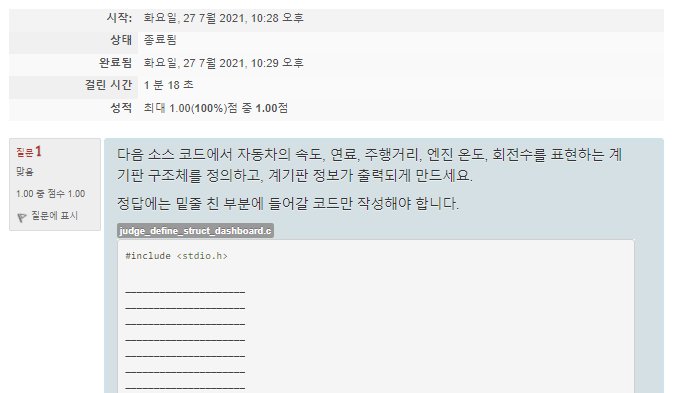 시작: 화요일, 27 7월 2021, 10:28 오후
상태 종료됨
완료됨 화요일, 27 7월 2021, 10:29 오후
걸린 시간 1 분 18 초
성적 최대 1.00(100%)점 중 1.00점
질문 1
맞음
1.00 중 점수 1.00
질문에 표시
다음 소스 코드에서 자동차의 속도, 연료, 주행거리, 엔진 온도, 회전수를 표현하는 계
기판 구조체를 정의하고, 계기판 정보가 출력되게 만드세요.
정답에는 밑줄 친 부분에 들어갈 코드만 작성해야 합니다.
judge_define_struct_dashboard.c
#include <stdio.h>
_____________________
_____________________
_____________________
_____________________
_____________________
_____________________
_____________________